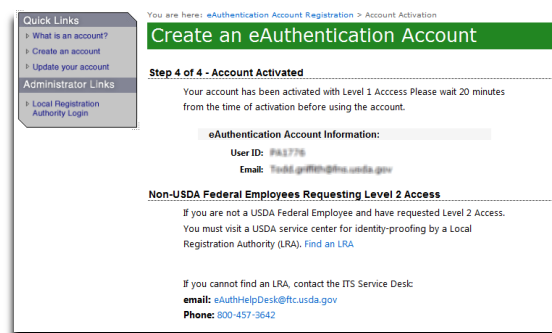 Quick Links
What is an account?
Create an account
Update your account
Administrator Links
Local Registration
Authority Login
You are here: eAuthentication Account Registration > Account Activation
Create an eAuthentication Account
Step 4 of 4 - Account Activated
Your account has been activated with Level 1 Acccess Please wait 20 minutes
from the time of activation before using the account.
eAuthentication Account Information:
User ID:
Email:
Non-USDA Federal Employees Requesting Level 2 Access
If you are not a USDA Federal Employee and have requested Level 2 Access.
You must visit a USDA service center for identity-proofing by a Local
Registration Authority (LRA). Find an LRA
If you cannot find an LRA, contact the ITS Service Desk:
email: eAuthHelpDesk@ftc.usda.gov
Phone: 800-457-3642